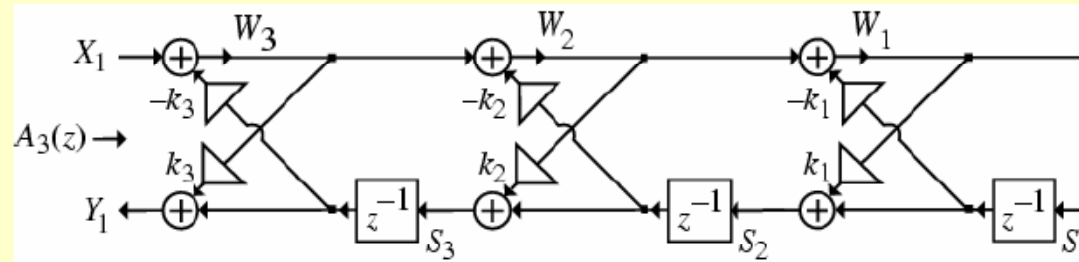 X₁ W₃ W₂ W₁
−k₃ −k₂ −k₁
A₃(z)
k₃ k₂ k₁
Y₁ z⁻¹ S₃ z⁻¹ S₂ z⁻¹ S